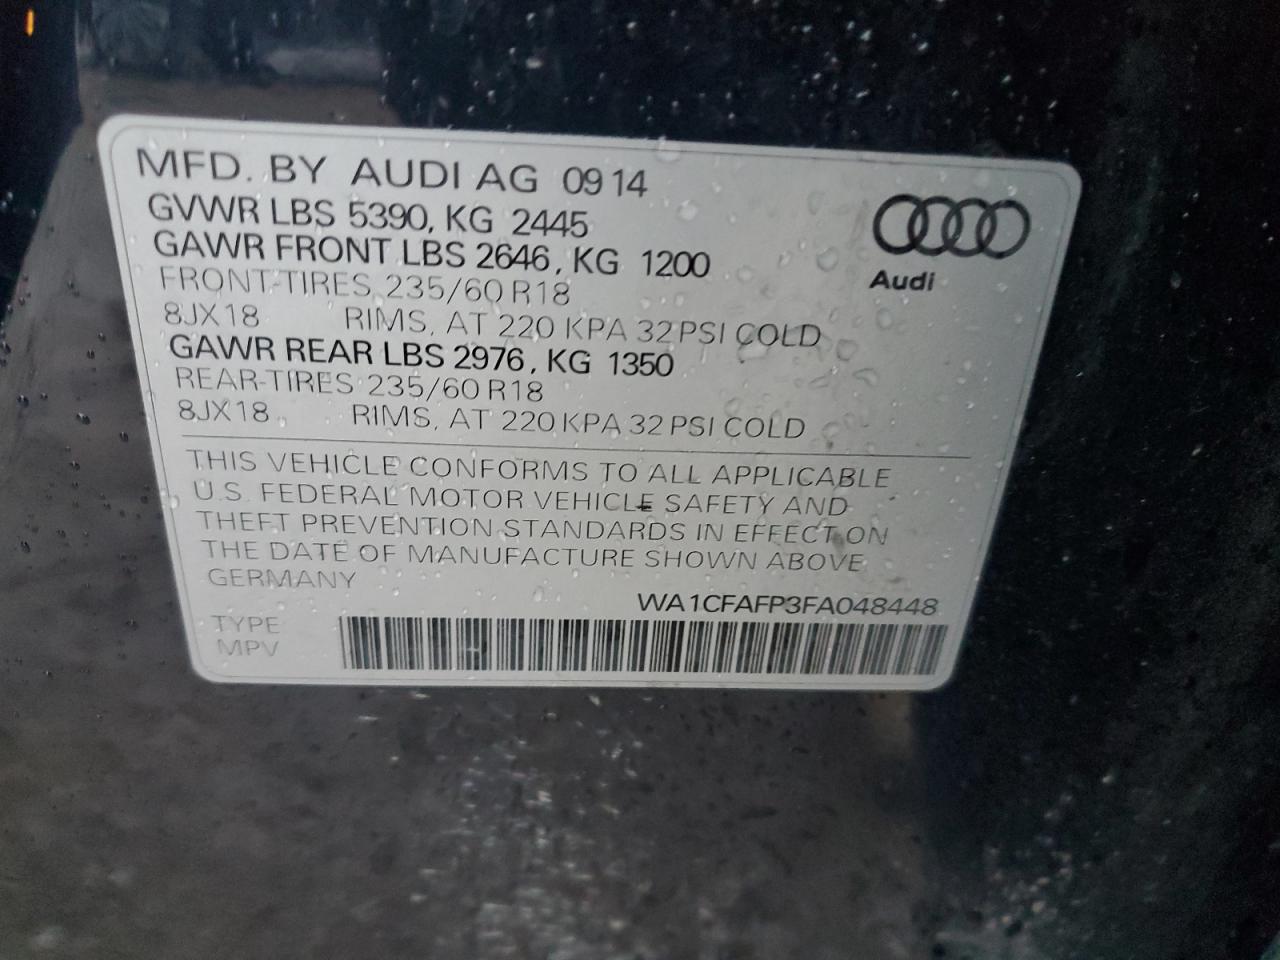 MFD. BY AUDI AG 09 14
GVWR LBS 5390, KG 2445
GAWR FRONT LBS 2646, KG 1200
FRONT-TIRES 235/60 R18
8JX18 RIMS, AT 220 KPA 32 PSI COLD
GAWR REAR LBS 2976, KG 1350
REAR-TIRES 235/60 R18
8JX18 RIMS, AT 220 KPA 32 PSI COLD
Audi
THIS VEHICLE CONFORMS TO ALL APPLICABLE
U.S. FEDERAL MOTOR VEHICLE SAFETY AND
THEFT PREVENTION STANDARDS IN EFFECT ON
THE DATE OF MANUFACTURE SHOWN ABOVE
GERMANY
WA1CFAFP3FA048448
TYPE
MPV